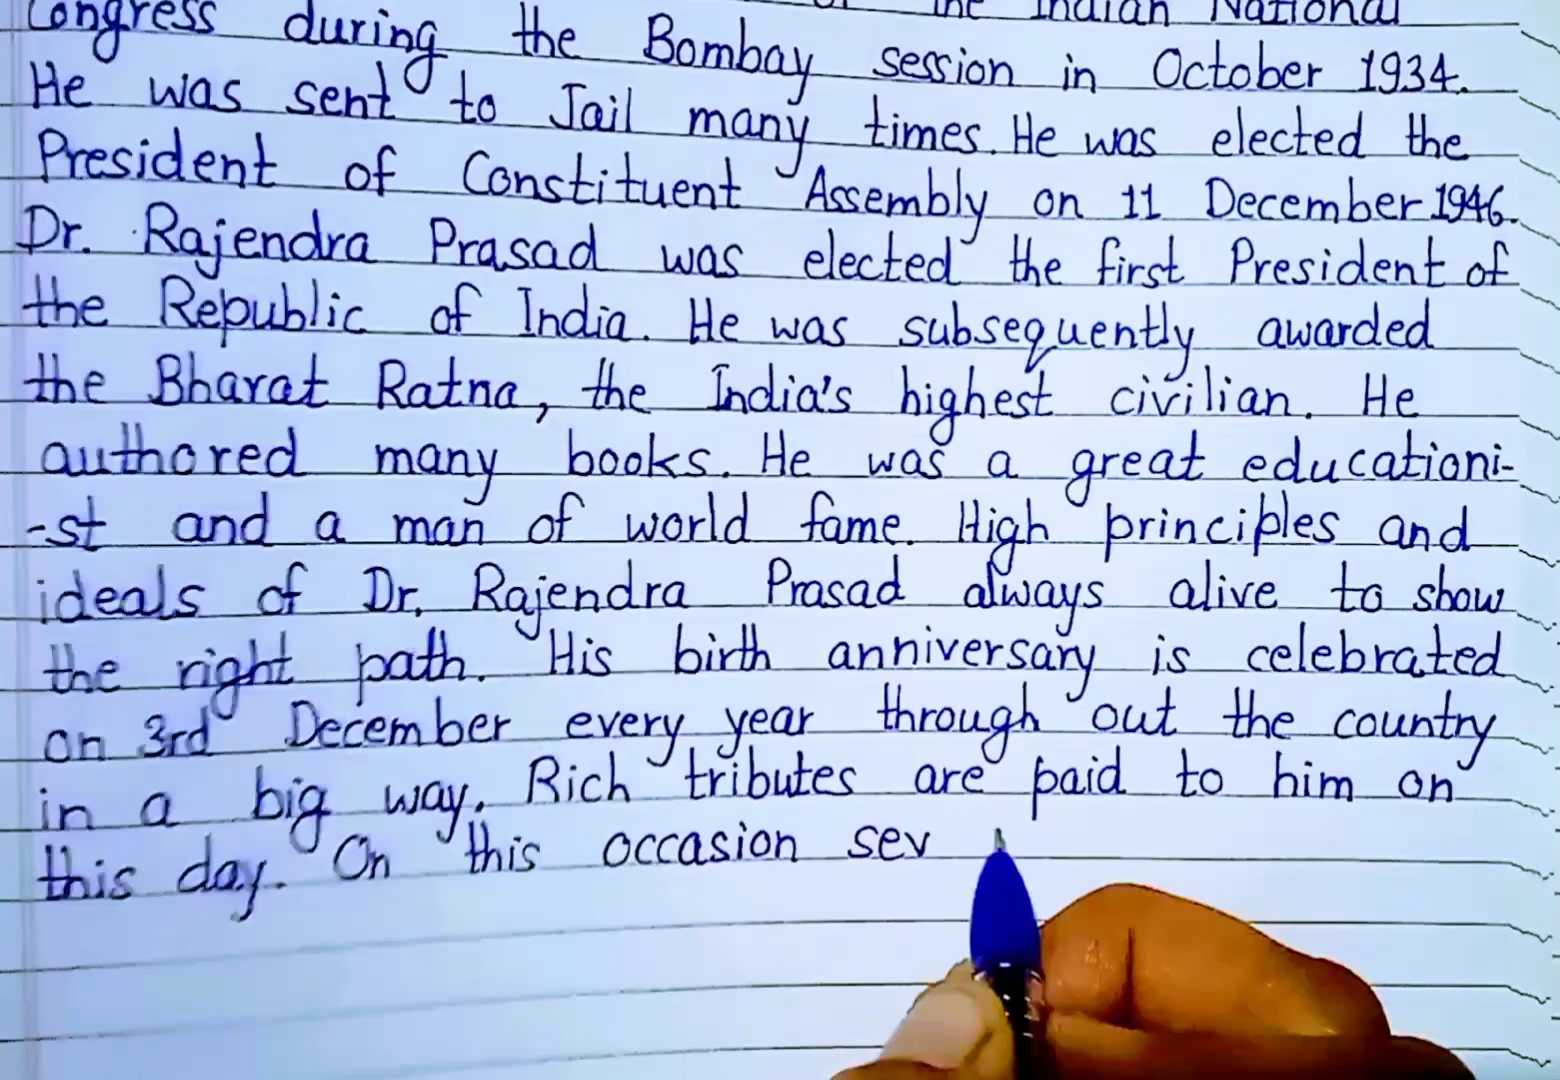 the Indian National
Congress during the Bombay session in October 1934.
He was sent to Jail many times. He was elected the
President of Constituent Assembly on 11 December 1946.
Dr. Rajendra Prasad was elected the first President of
the Republic of India. He was subsequently awarded
the Bharat Ratna, the India's highest civilian. He
authored many books. He was a great educationi-
-st and a man of world fame. High principles and
ideals of Dr. Rajendra Prasad always alive to show
the right path. His birth anniversary is celebrated
on 3rd December every year through out the country
in a big way. Rich tributes are paid to him on
this day. On this occasion sev